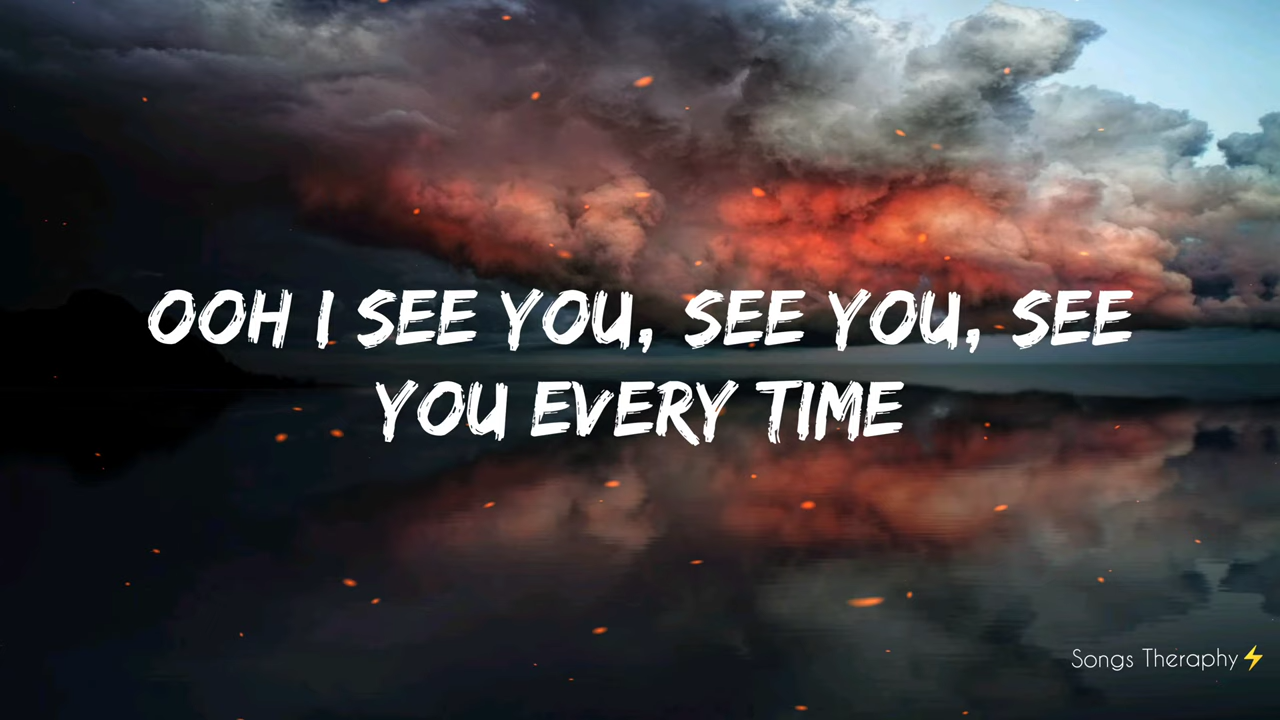 OOH I SEE YOU, SEE YOU, SEE
YOU EVERY TIME
Songs Theraphy⚡